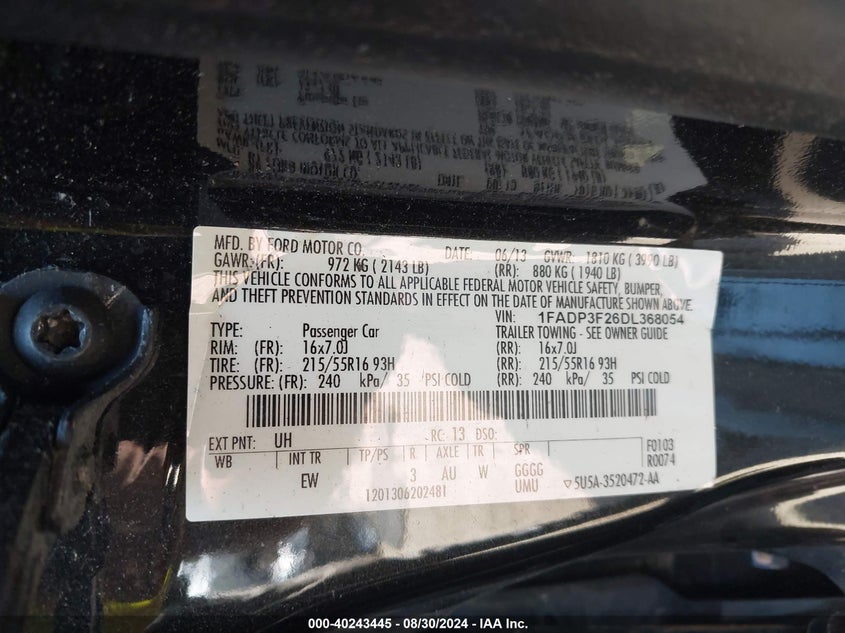 MFD. BY FORD MOTOR CO. DATE: 06/13 GVWR: 1810 KG ( 3990 LB)
GAWR:(FR): 972 KG ( 2143 LB) (RR): 880 KG ( 1940 LB)
THIS VEHICLE CONFORMS TO ALL APPLICABLE FEDERAL MOTOR VEHICLE SAFETY, BUMPER,
AND THEFT PREVENTION STANDARDS IN EFFECT ON THE DATE OF MANUFACTURE SHOWN ABOVE.
VIN: 1FADP3F26DL368054
TYPE: Passenger Car TRAILER TOWING - SEE OWNER GUIDE
RIM: (FR): 16x7.0J (RR): 16x7.0J
TIRE: (FR): 215/55R16 93H (RR): 215/55R16 93H
PRESSURE: (FR): 240 kPa/ 35 PSI COLD (RR): 240 kPa/ 35 PSI COLD
EXT PNT: UH RC: 13 DSO:
WB INT TR TP/PS R AXLE TR SPR F0103
EW 3 AU W GGGG R0074
1201306202481 UMU ▽5U5A-3520472-AA
000-40243445 - 08/30/2024 - IAA Inc.